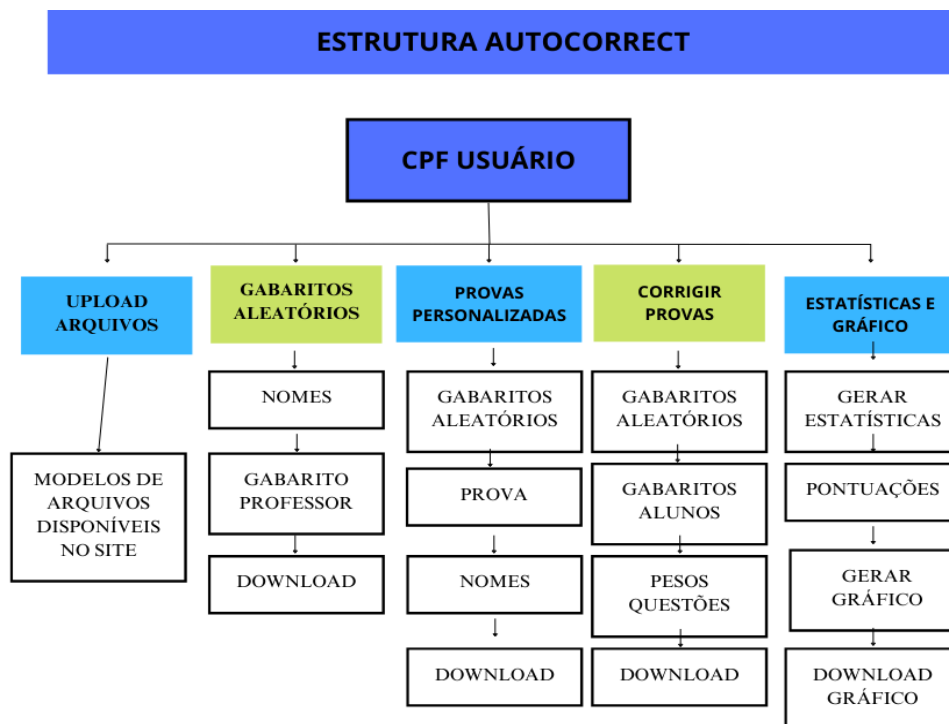 ESTRUTURA AUTOCORRECT
CPF USUÁRIO
UPLOAD
ARQUIVOS
MODELOS DE
ARQUIVOS
DISPONÍVEIS
NO SITE
GABARITOS
ALEATÓRIOS
NOMES
GABARITO
PROFESSOR
DOWNLOAD
PROVAS
PERSONALIZADAS
GABARITOS
ALEATÓRIOS
PROVA
NOMES
DOWNLOAD
CORRIGIR
PROVAS
GABARITOS
ALEATÓRIOS
GABARITOS
ALUNOS
PESOS
QUESTÕES
DOWNLOAD
ESTATÍSTICAS E
GRÁFICO
GERAR
ESTATÍSTICAS
PONTUAÇÕES
GERAR
GRÁFICO
DOWNLOAD
GRÁFICO